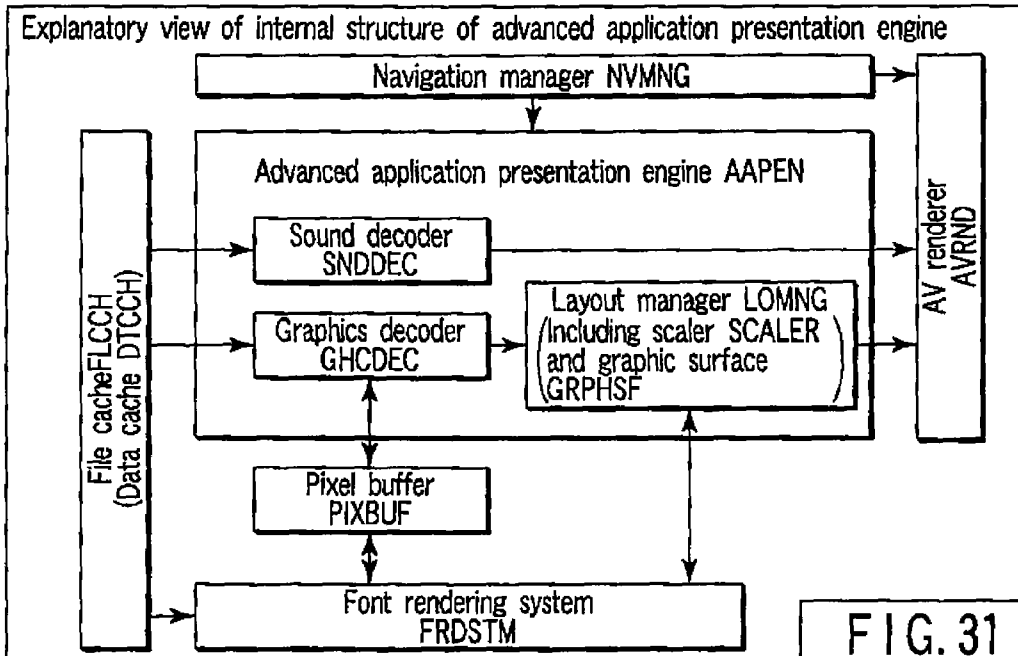 Explanatory view of internal structure of advanced application presentation engine
Navigation manager NVMNG
Advanced application presentation engine AAPEN
Sound decoder
SNDDEC
Graphics decoder
GHCDEC
Layout manager LOMNG
(Including scaler SCALER
and graphic surface
GRPHSF)
Pixel buffer
PIXBUF
Font rendering system
FRDSTM
File cacheFLCCH
(Data cache DTCCH)
AV renderer
AVRND
FIG. 31